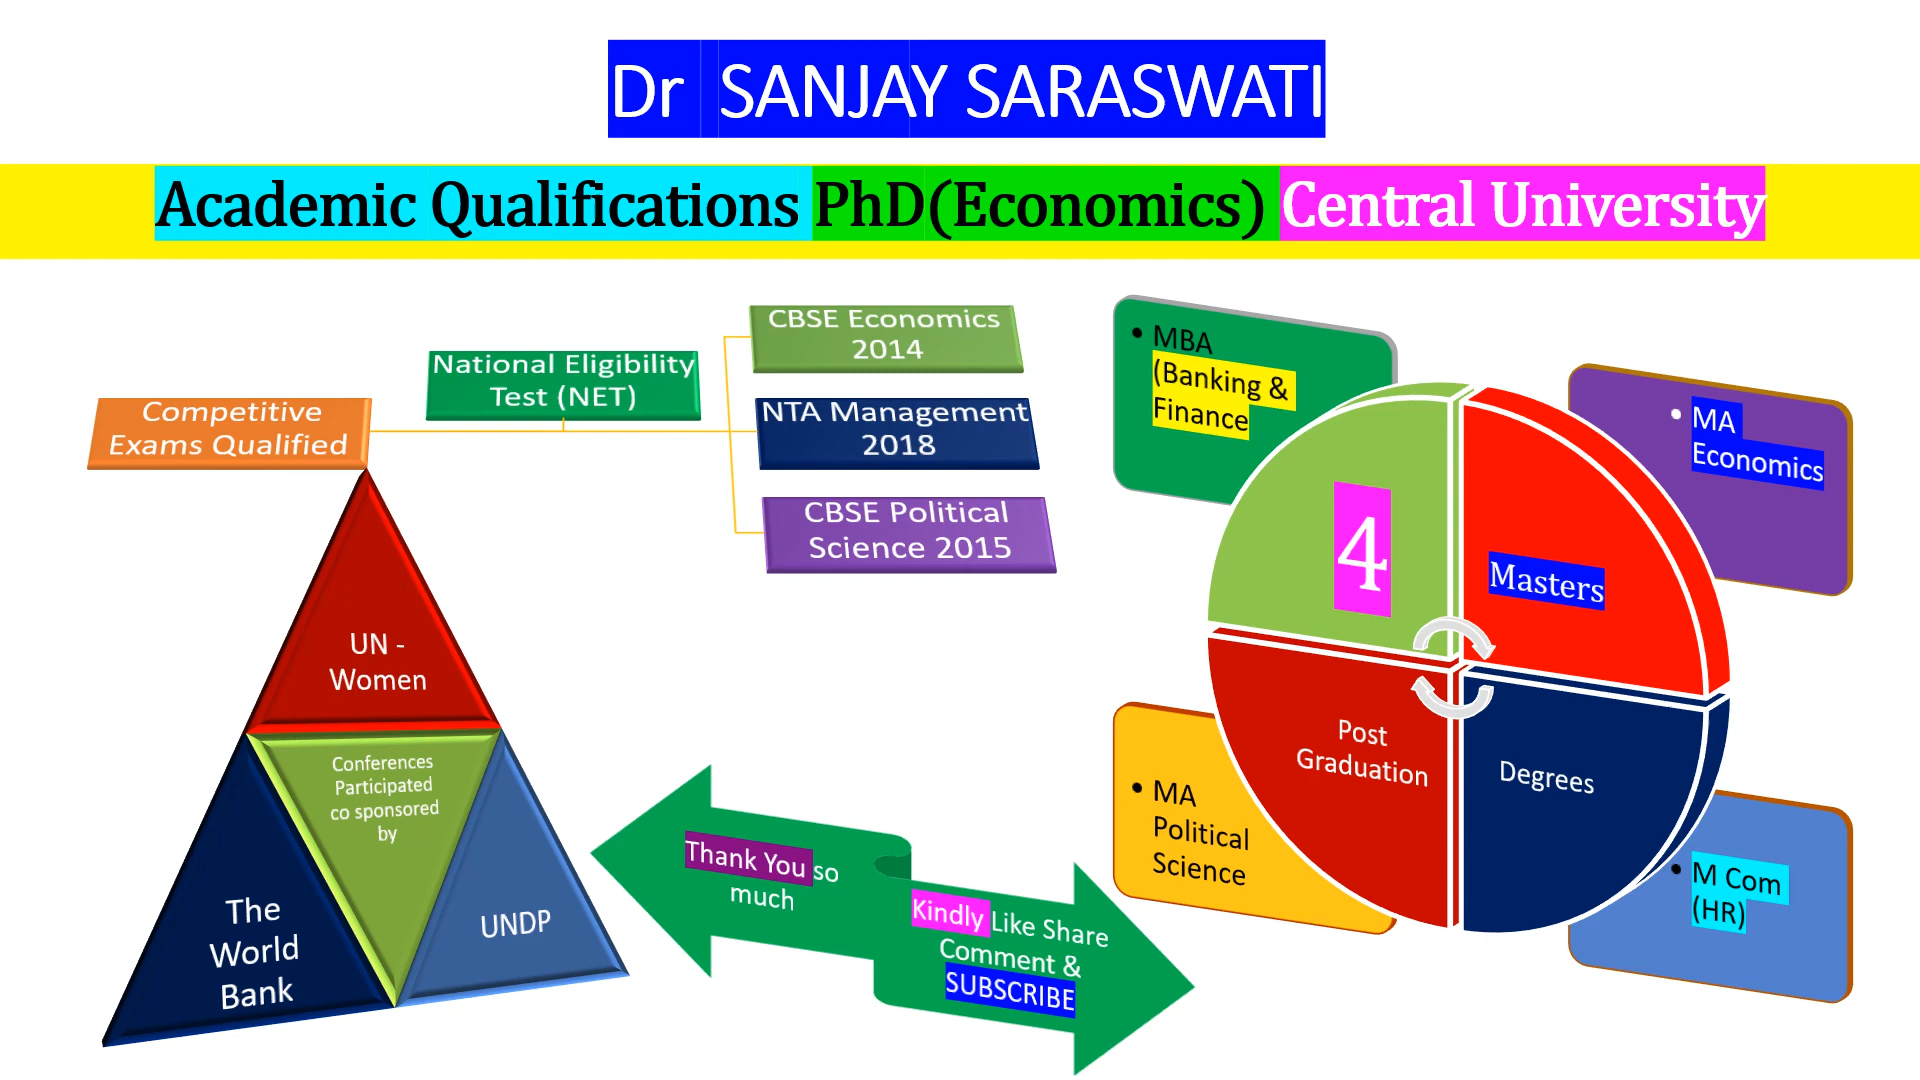 Dr SANJAY SARASWATI
Academic Qualifications PhD(Economics) Central University
Competitive
Exams Qualified
National Eligibility
Test (NET)
CBSE Economics
2014
NTA Management
2018
CBSE Political
Science 2015
UN -
Women
Conferences
Participated
co sponsored
by
The
World
Bank
UNDP
Thank You so
much
Kindly Like Share
Comment &
SUBSCRIBE
• MBA
(Banking &
Finance
• MA
Economics
4
Masters
Post
Graduation
Degrees
• MA
Political
Science
• M Com
(HR)